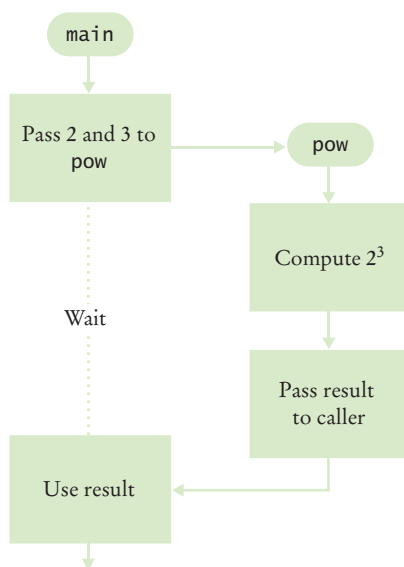 main
Pass 2 and 3 to
pow
pow
Compute 2³
Wait
Pass result
to caller
Use result